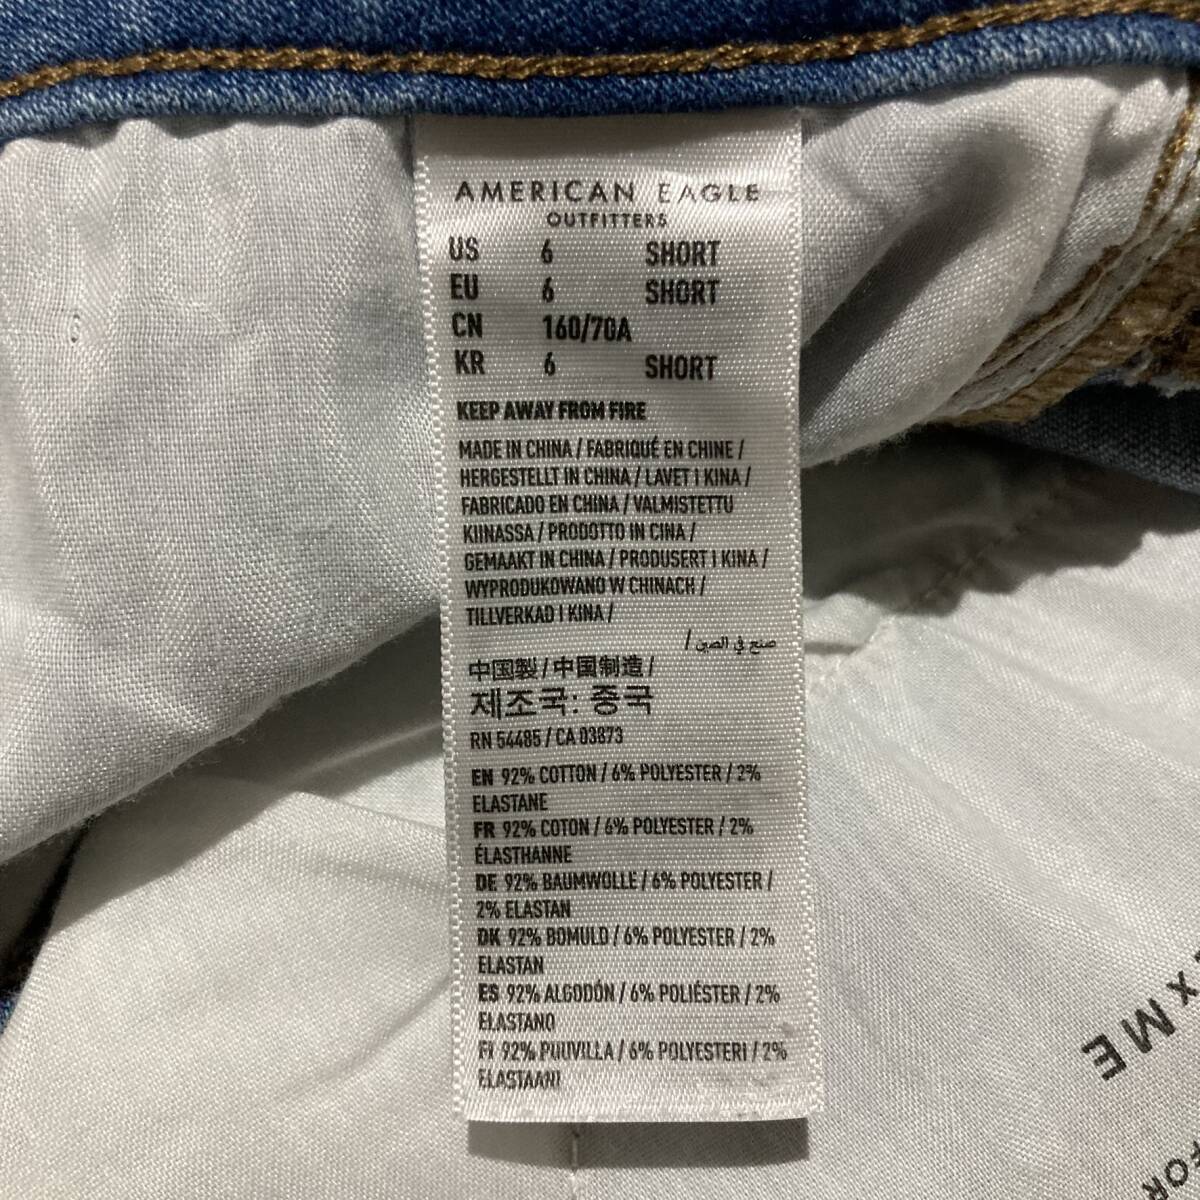 AMERICAN EAGLE
OUTFITTERS
US 6 SHORT
EU 6 SHORT
CN 160/70A
KR 6 SHORT
KEEP AWAY FROM FIRE
MADE IN CHINA / FABRIQUÉ EN CHINE /
HERGESTELLT IN CHINA / LAVET I KINA /
FABRICADO EN CHINA / VALMISTETTU
KIINASSA / PRODOTTO IN CINA /
GEMAAKT IN CHINA / PRODUSERT I KINA /
WYPRODUKOWANO W CHINACH /
TILLVERKAD I KINA /
صنع في الصين /
中国製 / 中国制造 /
제조국: 중국
RN 54485 / CA 03873
EN 92% COTTON / 6% POLYESTER / 2%
ELASTANE
FR 92% COTON / 6% POLYESTER / 2%
ÉLASTHANNE
DE 92% BAUMWOLLE / 6% POLYESTER /
2% ELASTAN
DK 92% BOMULD / 6% POLYESTER / 2%
ELASTAN
ES 92% ALGODÓN / 6% POLIÉSTER / 2%
ELASTANO
FI 92% PUUVILLA / 6% POLYESTERI / 2%
ELASTAANI
x ME
FOR